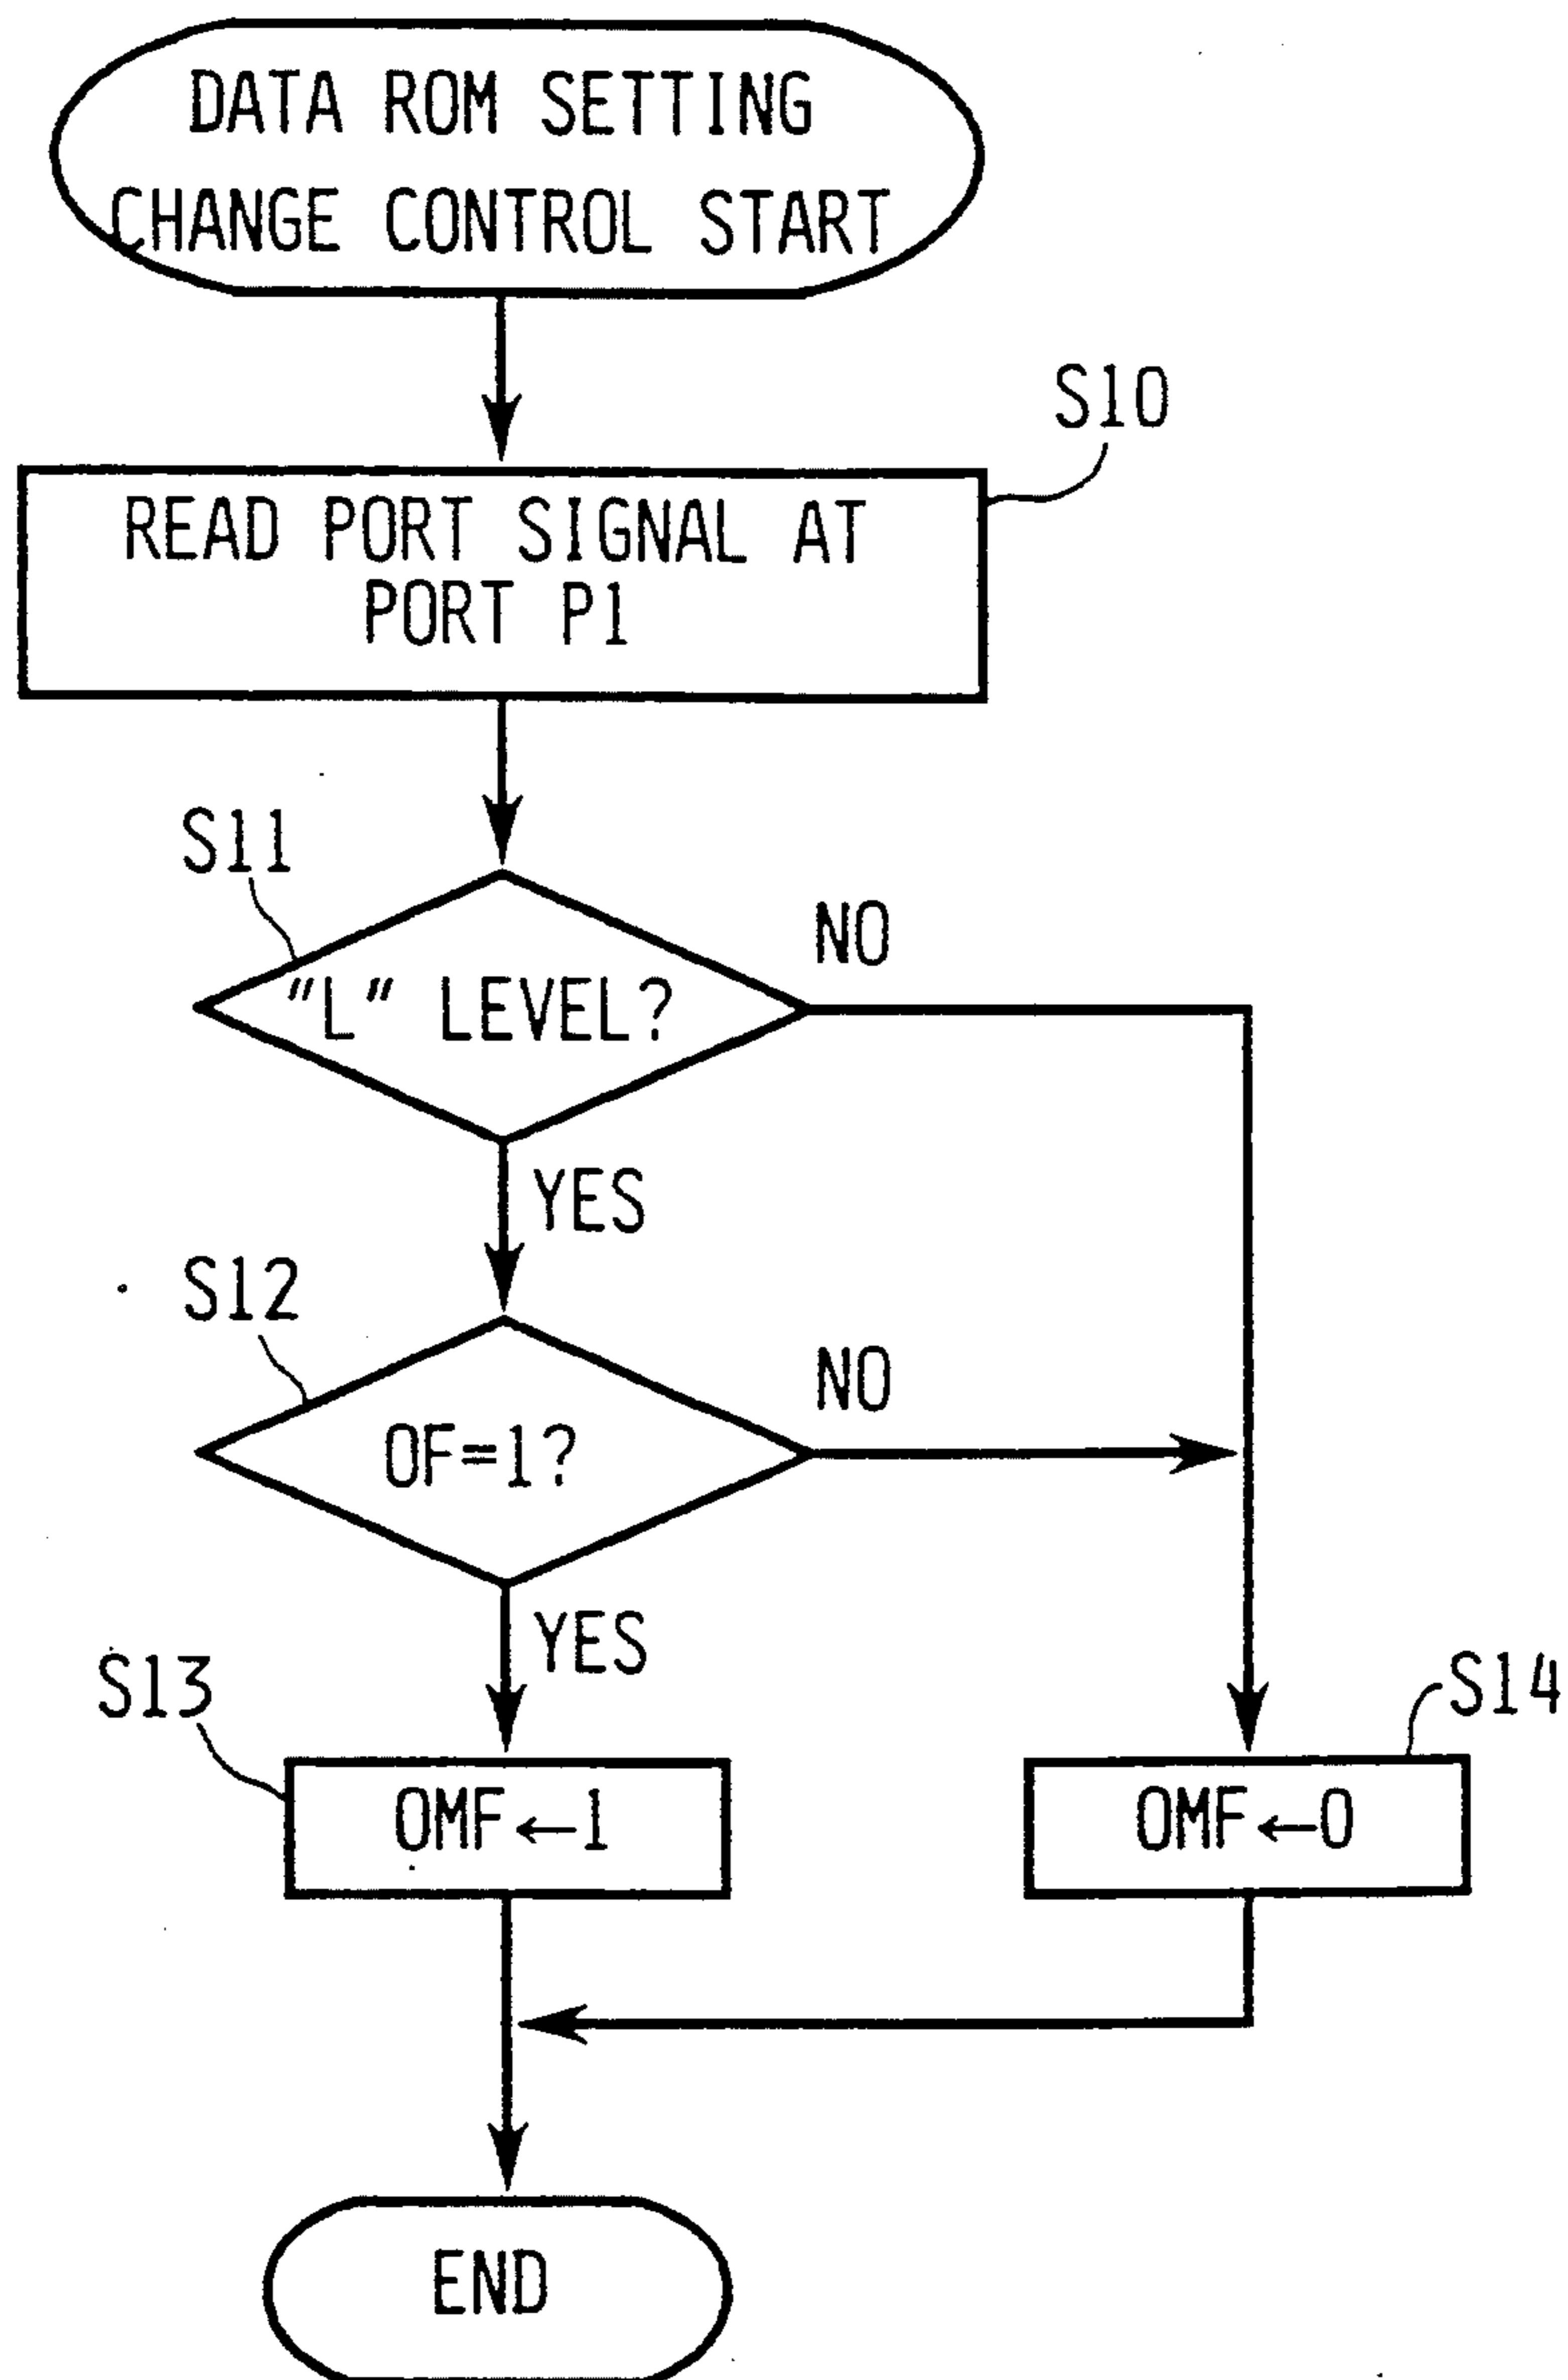 DATA ROM SETTING
CHANGE CONTROL START
S10
READ PORT SIGNAL AT
PORT P1
S11
"L" LEVEL?
NO
YES
S12
OF=1?
NO
YES
S13
OMF←1
S14
OMF←0
END